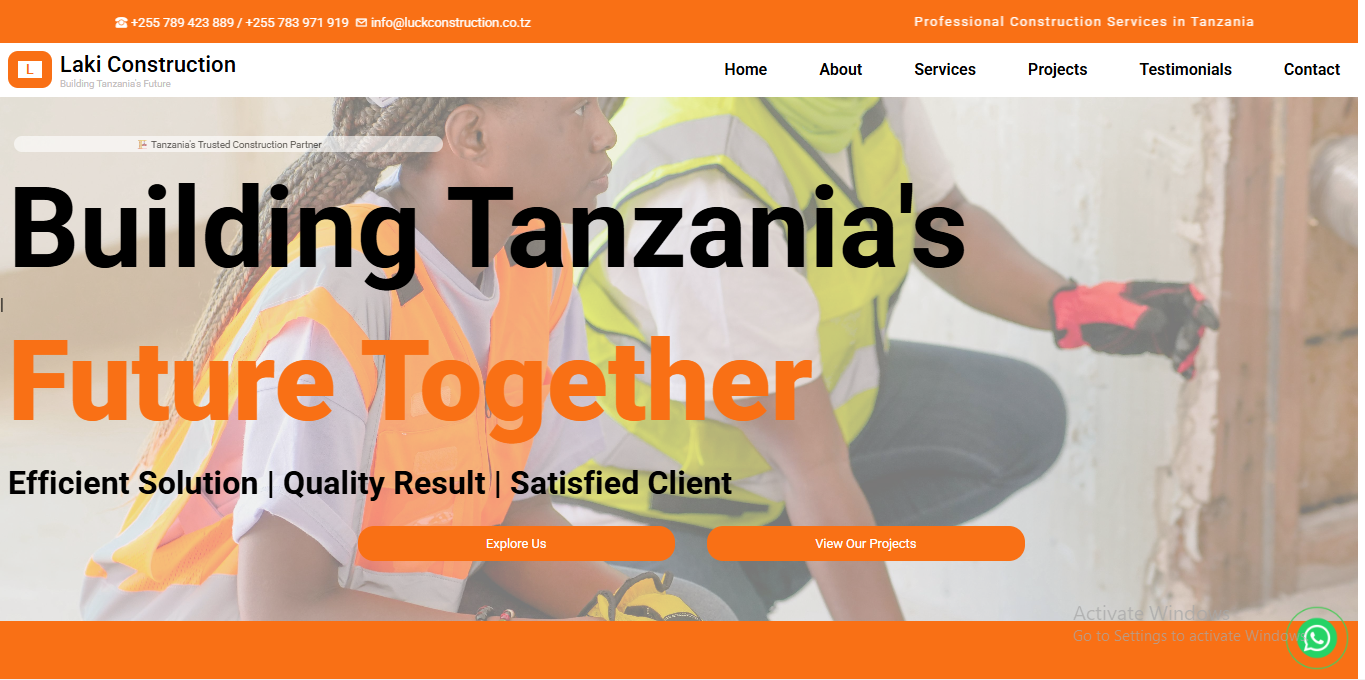 +255 789 423 889 / +255 783 971 919 info@luckconstruction.co.tz
Professional Construction Services in Tanzania
L
Laki Construction
Building Tanzania's Future
Home About Services Projects Testimonials Contact
Tanzania's Trusted Construction Partner
Building Tanzania's
|
Future Together
Efficient Solution | Quality Result | Satisfied Client
Explore Us
View Our Projects
Activate Windows
Go to Settings to activate Windows